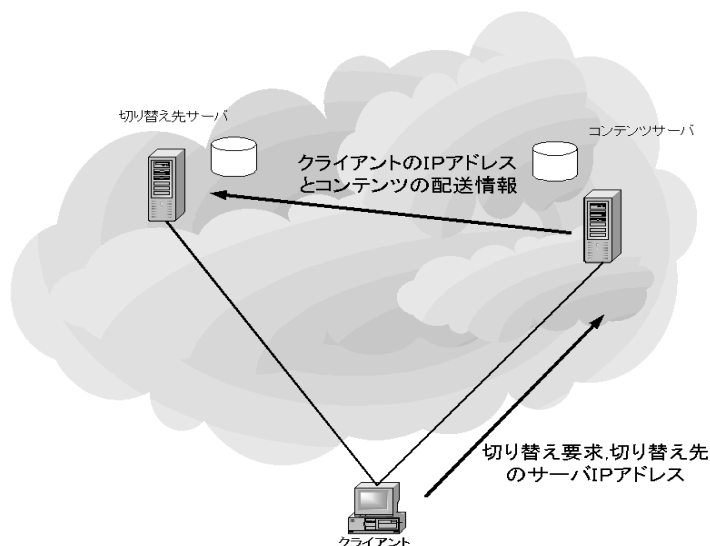 切り替え先サーバ
コンテンツサーバ
クライアントのIPアドレス
とコンテンツの配送情報
切り替え要求,切り替え先
のサーバIPアドレス
クライアント